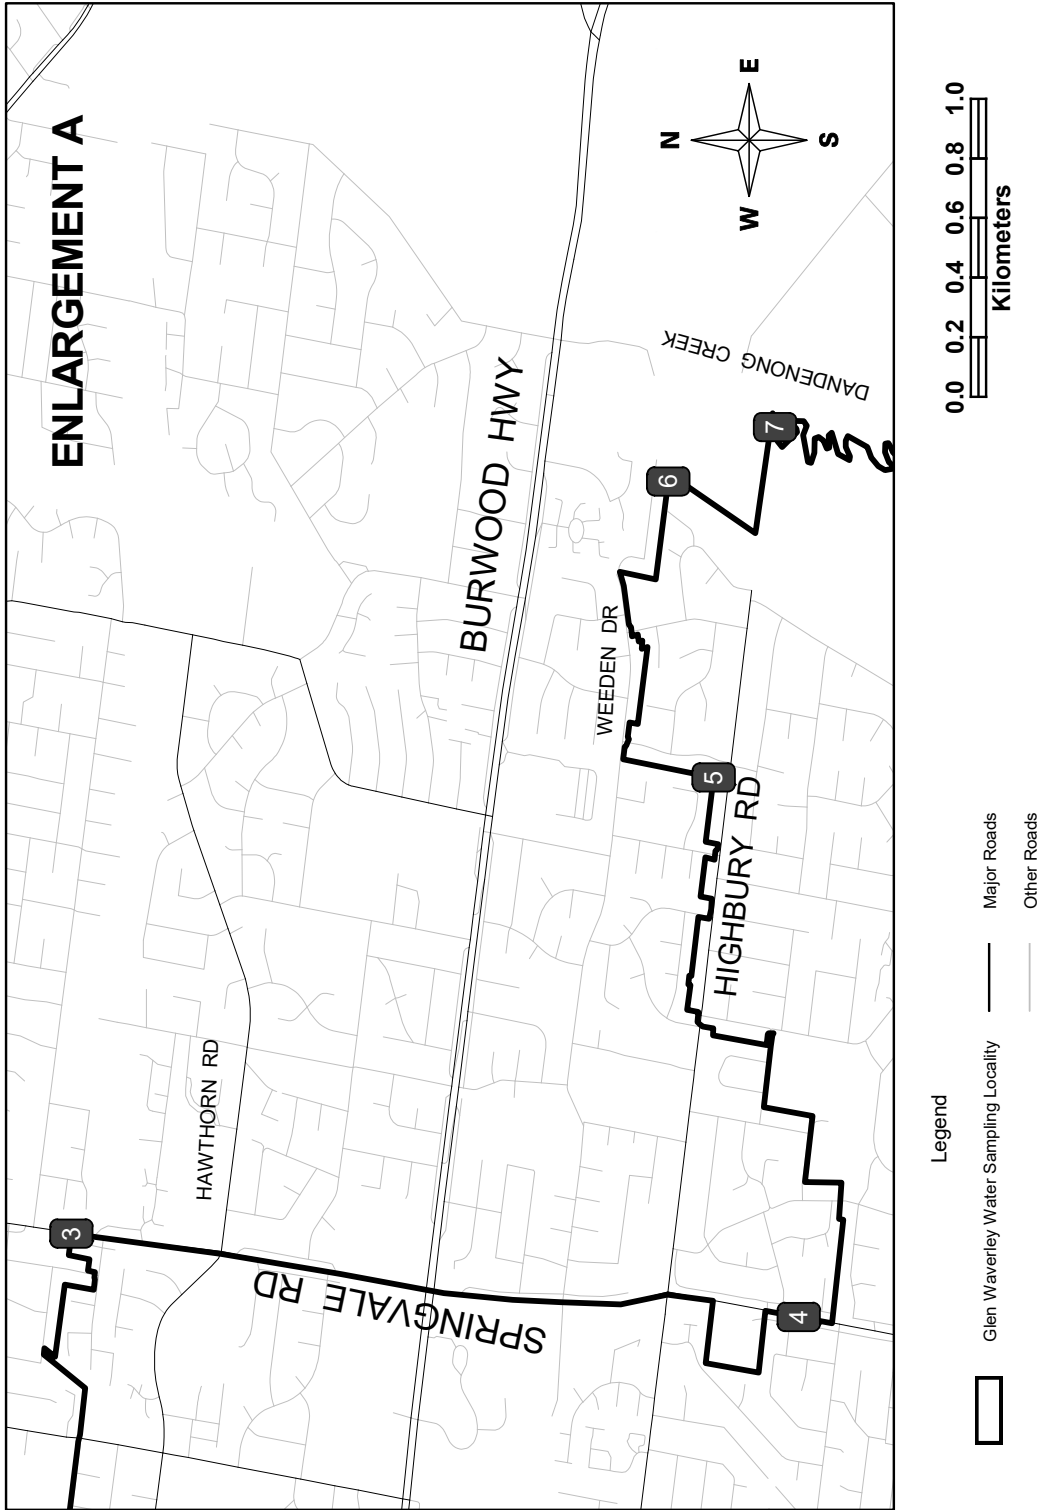 ENLARGEMENT A
3
HAWTHORN RD
SPRINGVALE RD
BURWOOD HWY
WEEDEN DR
N
W
E
S
DANDENONG CREEK
6
7
5
HIGHBURY RD
4
0.0 0.2 0.4 0.6 0.8 1.0
Kilometers
Legend
Glen Waverley Water Sampling Locality
Major Roads
Other Roads